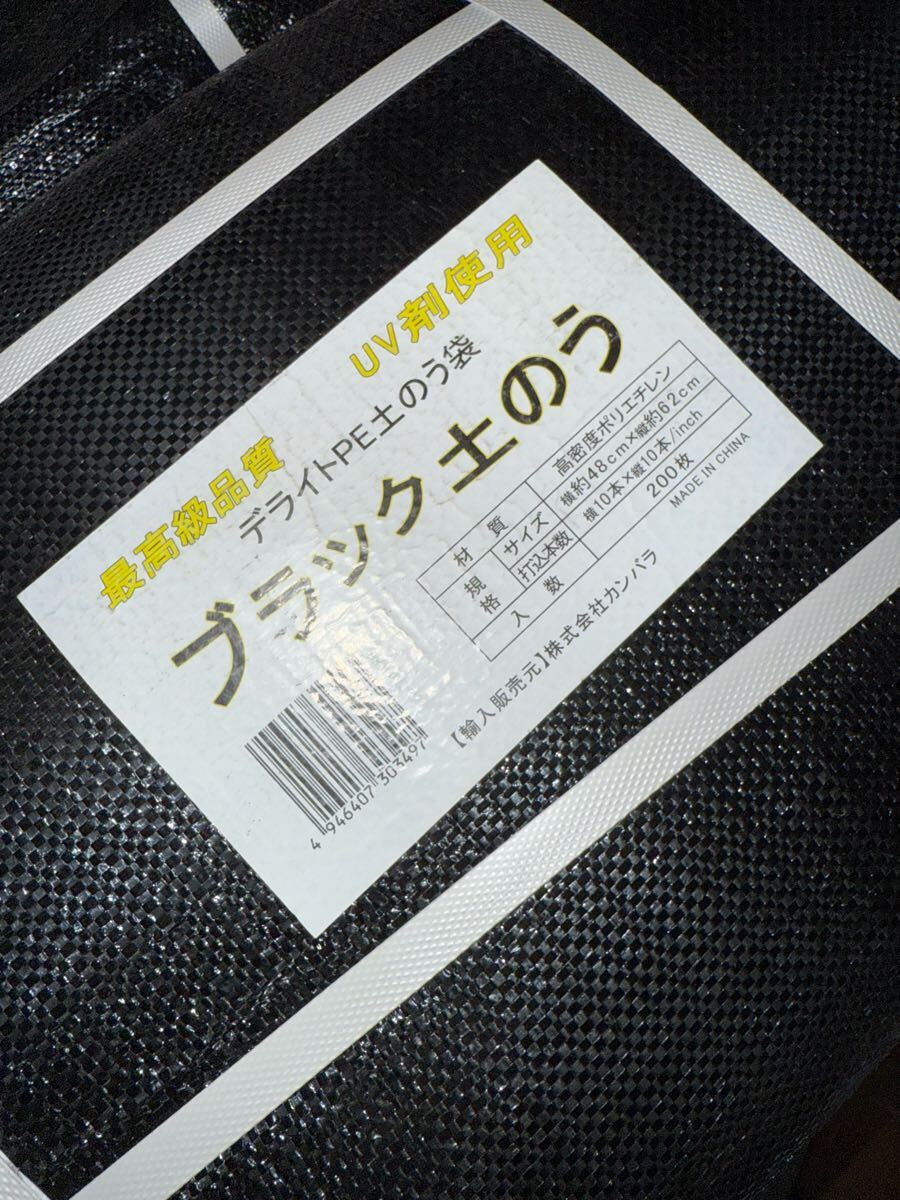 最高級品質 UV剤使用
デライトPE土のう袋
ブラック土のう
材質 高密度ポリエチレン
規格 サイズ 横約48cm×縦約62cm
打込本数 横10本×縦10本/inch
入数 200枚
MADE IN CHINA
【輸入販売元】株式会社カンパラ
4 946407 303497